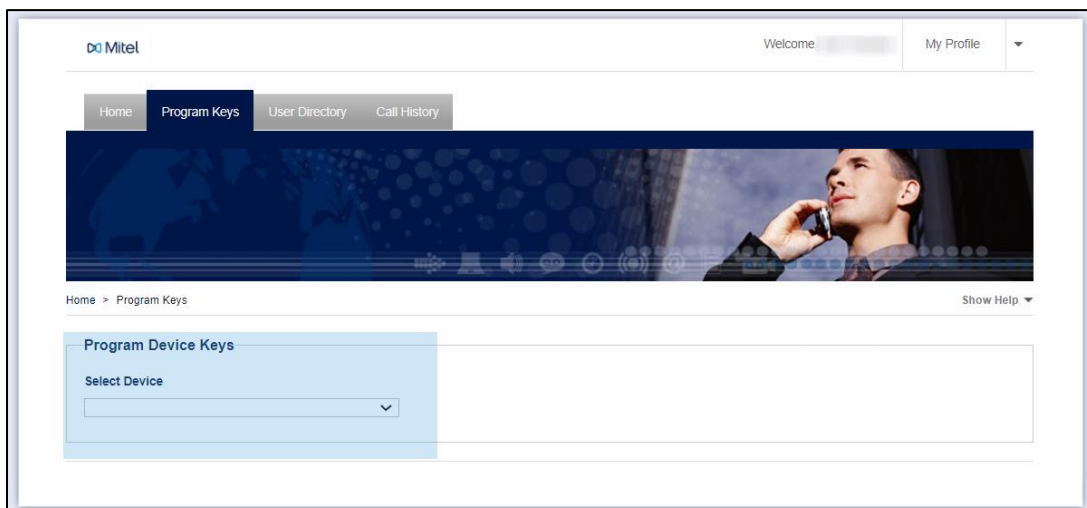 Mitel
Welcome
My Profile
Home Program Keys User Directory Call History
Home > Program Keys
Show Help
Program Device Keys
Select Device